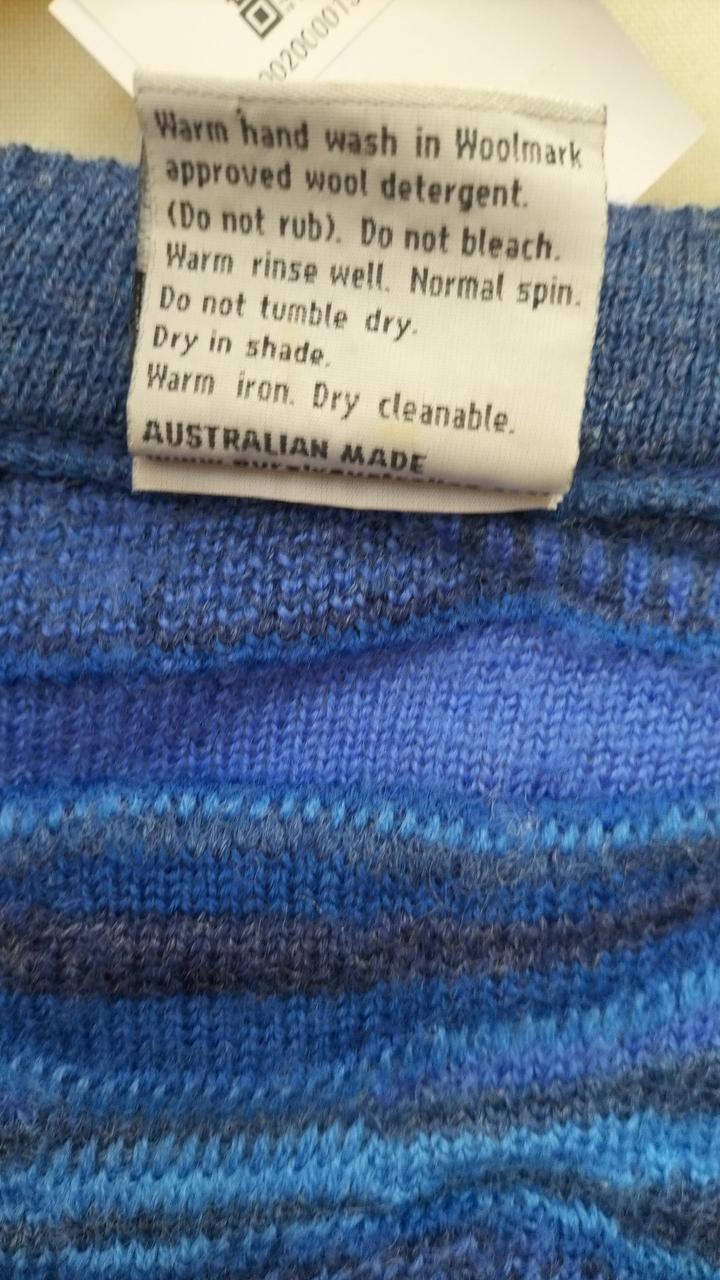 Warm hand wash in Woolmark
approved wool detergent.
(Do not rub). Do not bleach.
Warm rinse well. Normal spin.
Do not tumble dry.
Dry in shade.
Warm iron. Dry cleanable.
AUSTRALIAN MADE